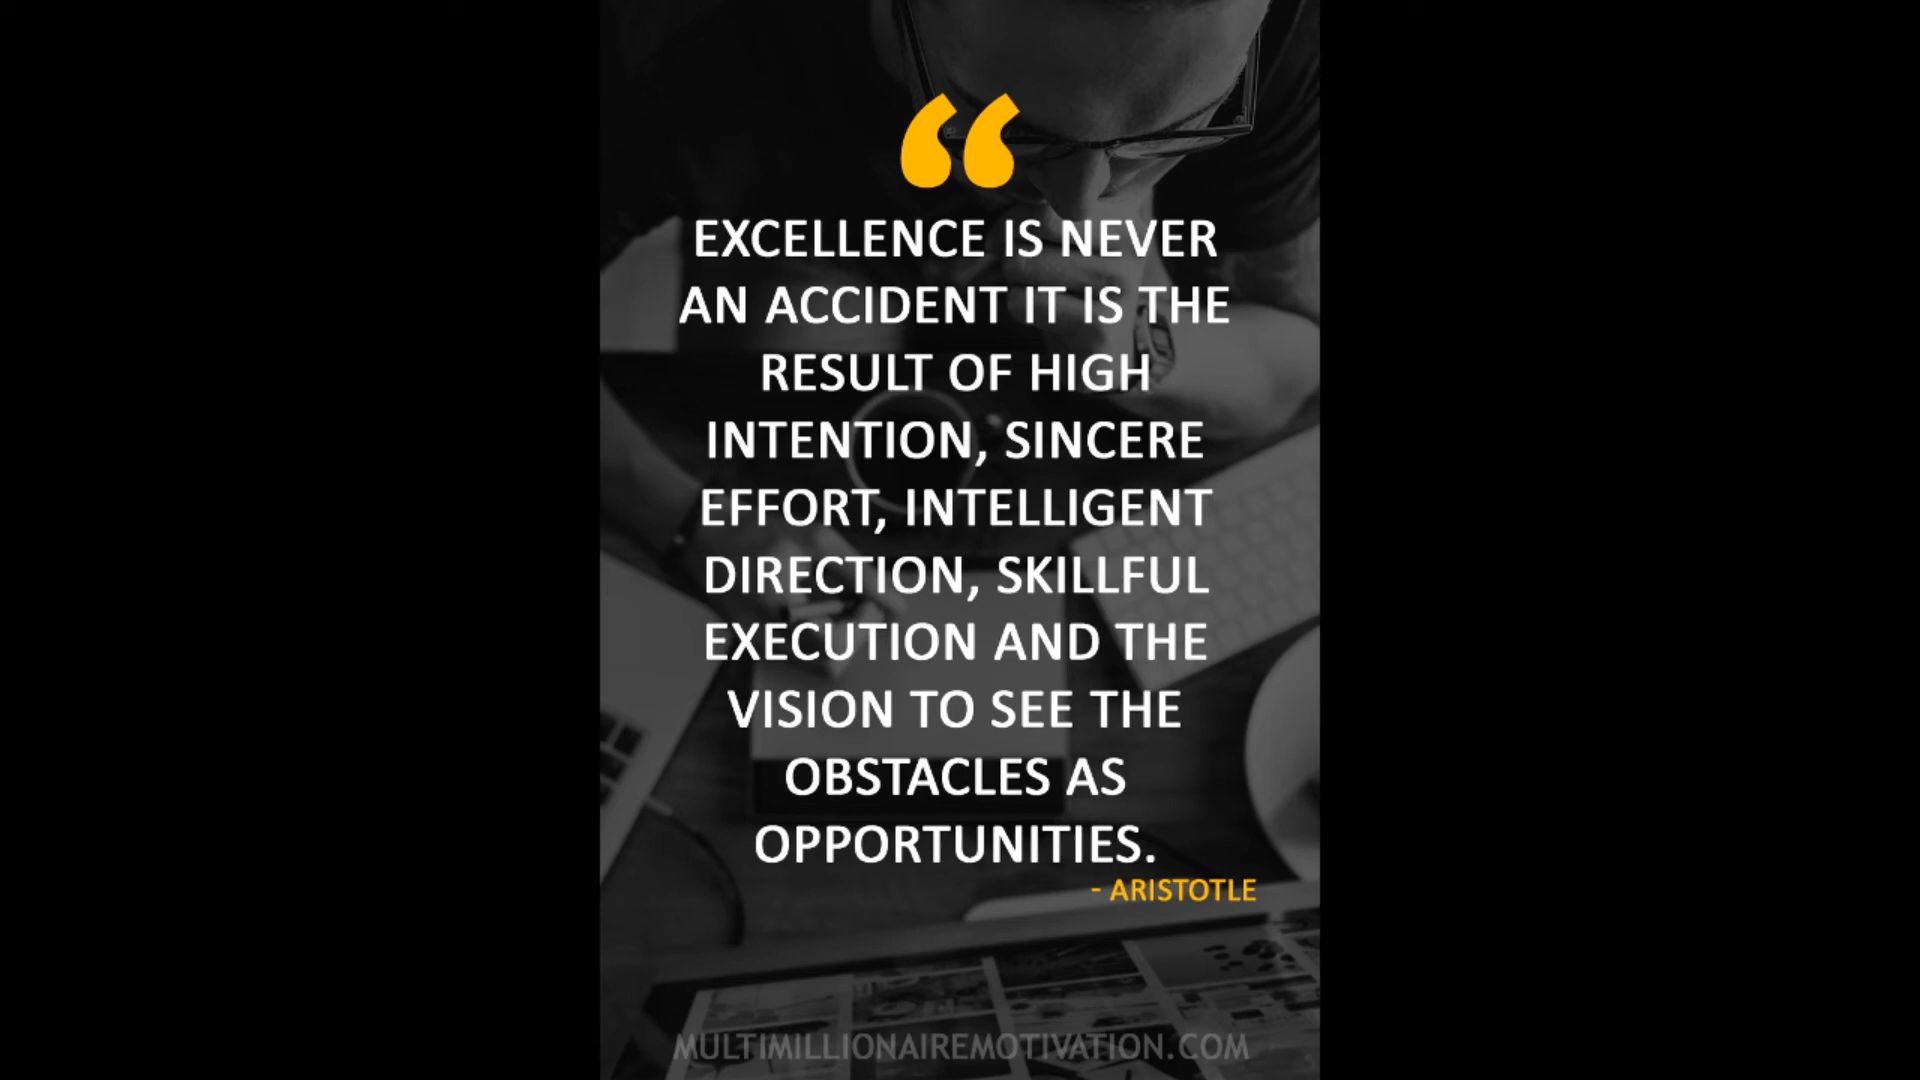 “
EXCELLENCE IS NEVER
AN ACCIDENT IT IS THE
RESULT OF HIGH
INTENTION, SINCERE
EFFORT, INTELLIGENT
DIRECTION, SKILLFUL
EXECUTION AND THE
VISION TO SEE THE
OBSTACLES AS
OPPORTUNITIES.
- ARISTOTLE
MULTIMILLIONAIREMOTIVATION.COM